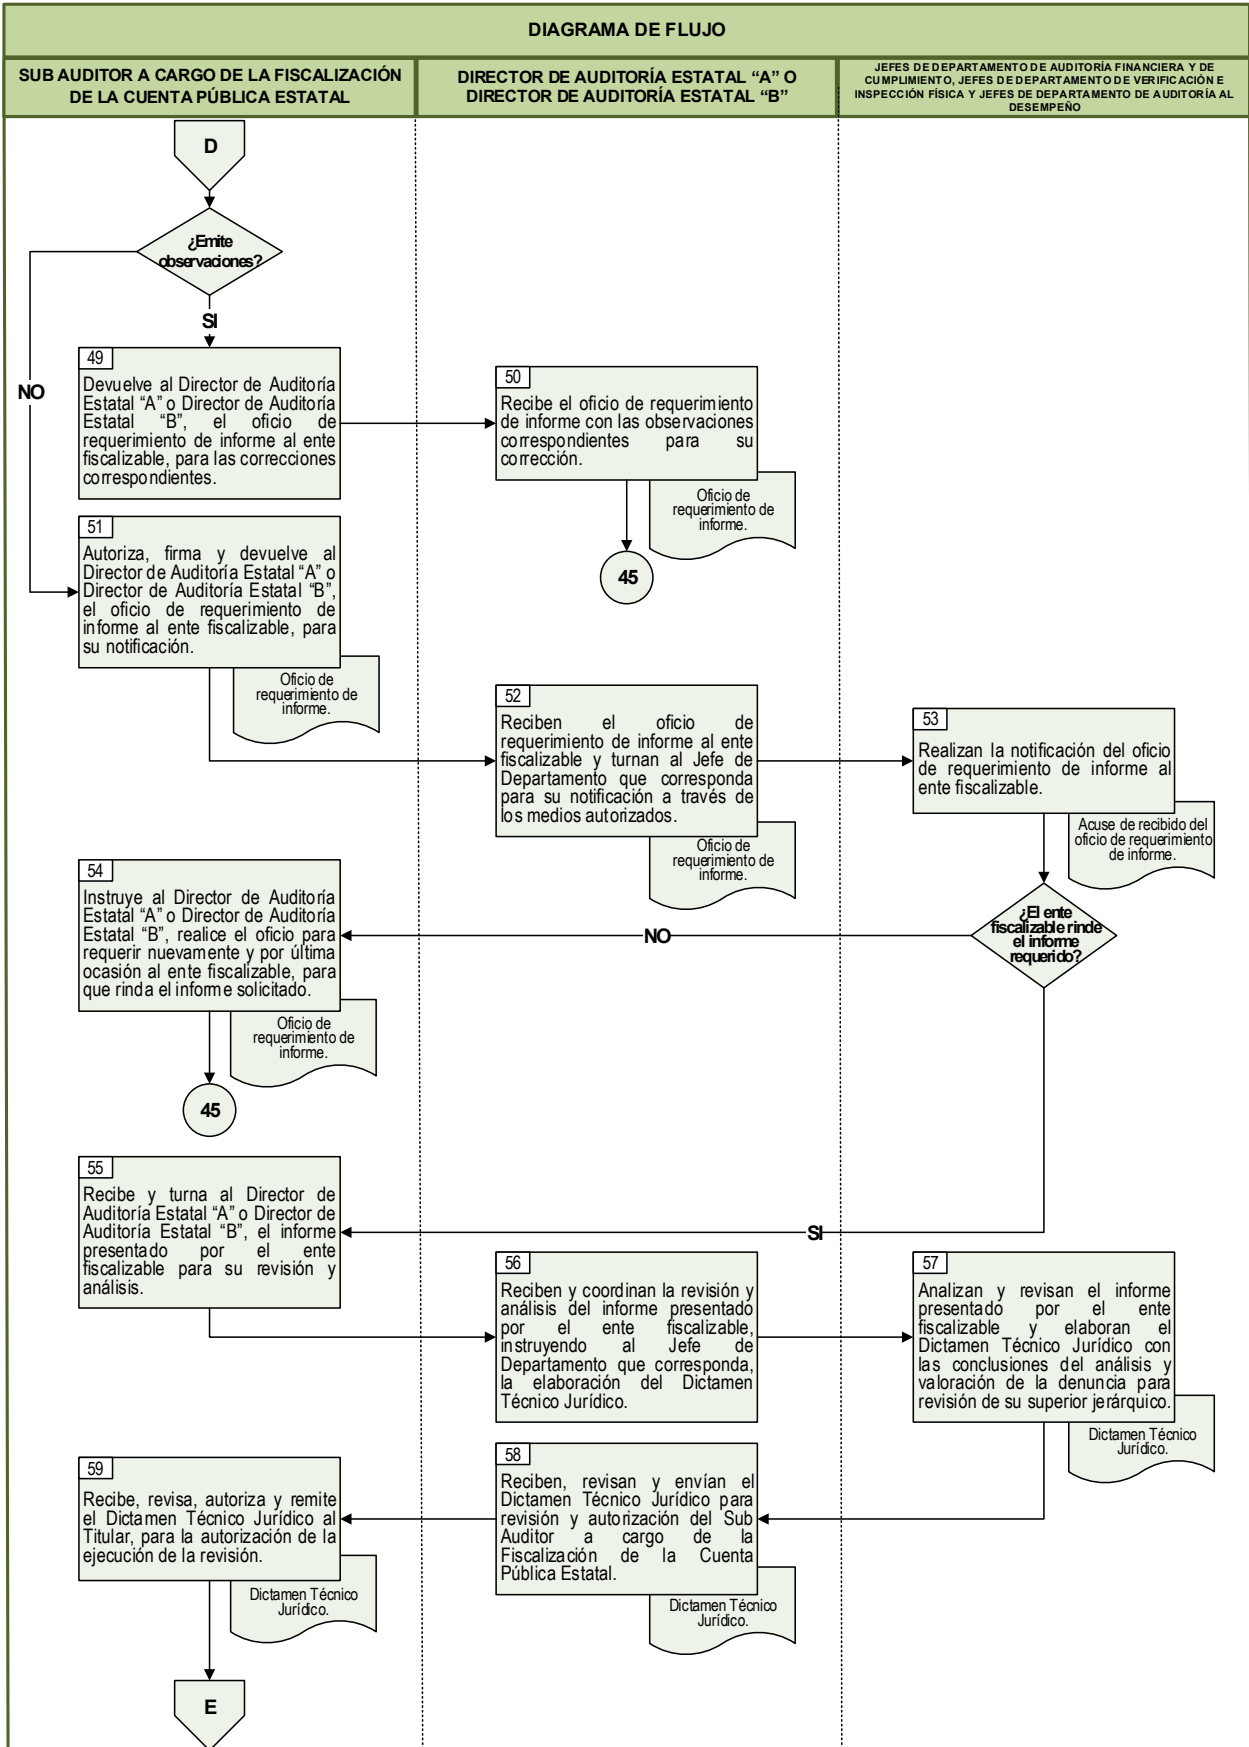 DIAGRAMA DE FLUJO
SUB AUDITOR A CARGO DE LA FISCALIZACIÓN
DE LA CUENTA PÚBLICA ESTATAL
DIRECTOR DE AUDITORÍA ESTATAL “A” O
DIRECTOR DE AUDITORÍA ESTATAL “B”
JEFES DE DEPARTAMENTO DE AUDITORÍA FINANCIERA Y DE
CUMPLIMIENTO, JEFES DE DEPARTAMENTO DE VERIFICACIÓN E
INSPECCIÓN FÍSICA Y JEFES DE DEPARTAMENTO DE AUDITORÍA AL
DESEMPEÑO
D
¿Emite
observaciones?
SI
NO
49
Devuelve al Director de Auditoría
Estatal “A” o Director de Auditoría
Estatal “B”, el oficio de
requerimiento de informe al ente
fiscalizable, para las correcciones
correspondientes.
50
Recibe el oficio de requerimiento
de informe con las observaciones
correspondientes para su
corrección.
Oficio de
requerimiento de
informe.
45
51
Autoriza, firma y devuelve al
Director de Auditoría Estatal “A” o
Director de Auditoría Estatal “B”,
el oficio de requerimiento de
informe al ente fiscalizable, para
su notificación.
Oficio de
requerimiento de
informe.
52
Reciben el oficio de
requerimiento de informe al ente
fiscalizable y turnan al Jefe de
Departamento que corresponda
para su notificación a través de
los medios autorizados.
Oficio de
requerimiento de
informe.
53
Realizan la notificación del oficio
de requerimiento de informe al
ente fiscalizable.
Acuse de recibido del
oficio de requerimiento
de informe.
¿El ente
fiscalizable rinde
el informe
requerido?
NO
54
Instruye al Director de Auditoría
Estatal “A” o Director de Auditoría
Estatal “B”, realice el oficio para
requerir nuevamente y por última
ocasión al ente fiscalizable, para
que rinda el informe solicitado.
Oficio de
requerimiento de
informe.
45
SI
55
Recibe y turna al Director de
Auditoría Estatal “A” o Director de
Auditoría Estatal “B”, el informe
presentado por el ente
fiscalizable para su revisión y
análisis.
56
Reciben y coordinan la revisión y
análisis del informe presentado
por el ente fiscalizable,
instruyendo al Jefe de
Departamento que corresponda,
la elaboración del Dictamen
Técnico Jurídico.
57
Analizan y revisan el informe
presentado por el ente
fiscalizable y elaboran el
Dictamen Técnico Jurídico con
las conclusiones del análisis y
valoración de la denuncia para
revisión de su superior jerárquico.
Dictamen Técnico
Jurídico.
58
Reciben, revisan y envían el
Dictamen Técnico Jurídico para
revisión y autorización del Sub
Auditor a cargo de la
Fiscalización de la Cuenta
Pública Estatal.
Dictamen Técnico
Jurídico.
59
Recibe, revisa, autoriza y remite
el Dictamen Técnico Jurídico al
Titular, para la autorización de la
ejecución de la revisión.
Dictamen Técnico
Jurídico.
E